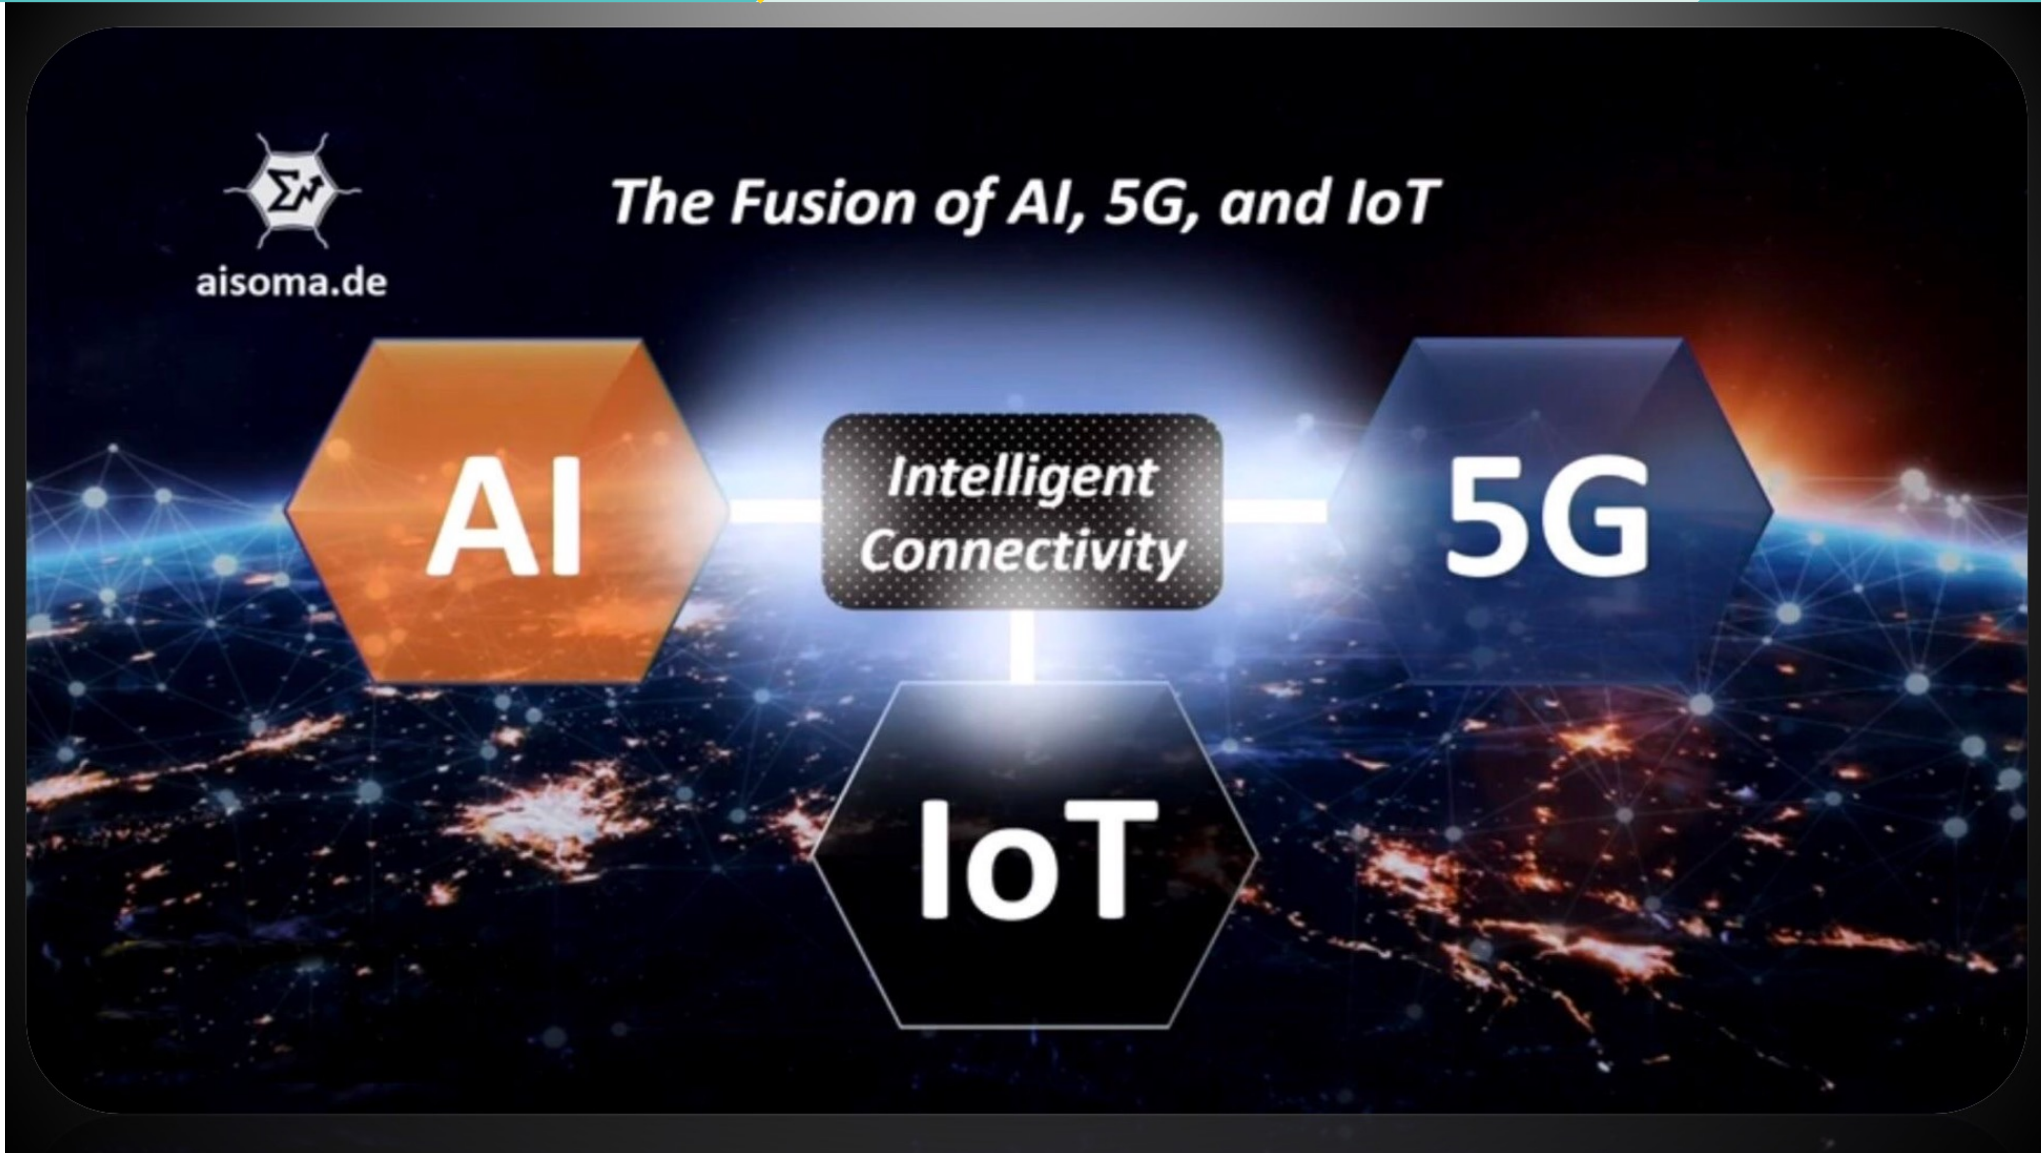 The Fusion of AI, 5G, and IoT
aisoma.de
AI
Intelligent
Connectivity
5G
IoT